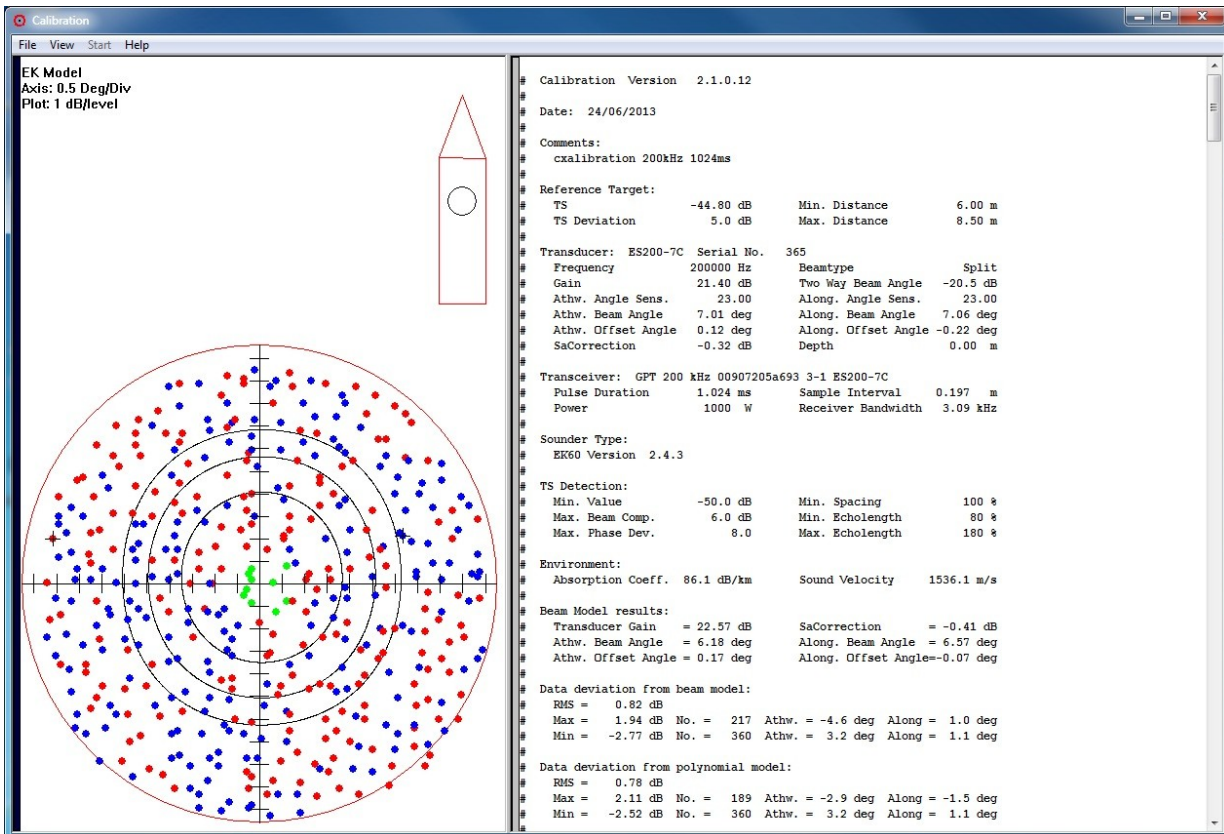 Calibration
File View Start Help
EK Model
Axis: 0.5 Deg/Div
Plot: 1 dB/level
# Calibration Version 2.1.0.12
#
# Date: 24/06/2013
#
# Comments:
# cxalibration 200kHz 1024ms
#
# Reference Target:
# TS -44.80 dB Min. Distance 6.00 m
# TS Deviation 5.0 dB Max. Distance 8.50 m
#
# Transducer: ES200-7C Serial No. 365
# Frequency 200000 Hz Beamtype Split
# Gain 21.40 dB Two Way Beam Angle -20.5 dB
# Athw. Angle Sens. 23.00 Along. Angle Sens. 23.00
# Athw. Beam Angle 7.01 deg Along. Beam Angle 7.06 deg
# Athw. Offset Angle 0.12 deg Along. Offset Angle -0.22 deg
# SaCorrection -0.32 dB Depth 0.00 m
#
# Transceiver: GPT 200 kHz 00907205a693 3-1 ES200-7C
# Pulse Duration 1.024 ms Sample Interval 0.197 m
# Power 1000 W Receiver Bandwidth 3.09 kHz
#
# Sounder Type:
# EK60 Version 2.4.3
#
# TS Detection:
# Min. Value -50.0 dB Min. Spacing 100 %
# Max. Beam Comp. 6.0 dB Min. Echolength 80 %
# Max. Phase Dev. 8.0 Max. Echolength 180 %
#
# Environment:
# Absorption Coeff. 86.1 dB/km Sound Velocity 1536.1 m/s
#
# Beam Model results:
# Transducer Gain = 22.57 dB SaCorrection = -0.41 dB
# Athw. Beam Angle = 6.18 deg Along. Beam Angle = 6.57 deg
# Athw. Offset Angle = 0.17 deg Along. Offset Angle=-0.07 deg
#
# Data deviation from beam model:
# RMS = 0.82 dB
# Max = 1.94 dB No. = 217 Athw. = -4.6 deg Along = 1.0 deg
# Min = -2.77 dB No. = 360 Athw. = 3.2 deg Along = 1.1 deg
#
# Data deviation from polynomial model:
# RMS = 0.78 dB
# Max = 2.11 dB No. = 189 Athw. = -2.9 deg Along = -1.5 deg
# Min = -2.52 dB No. = 360 Athw. = 3.2 deg Along = 1.1 deg
#